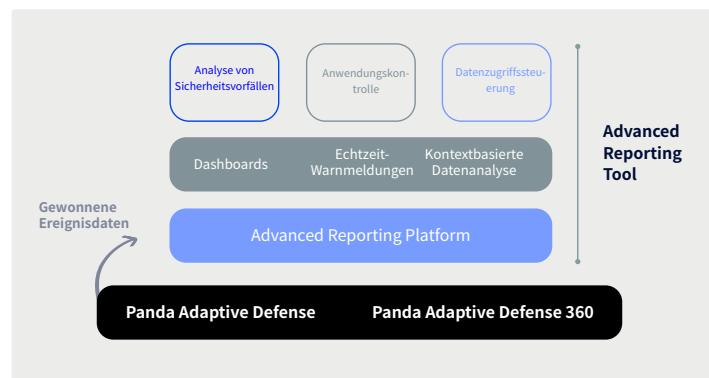 Analyse von
Sicherheitsvorfällen
Anwendungskon-
trolle
Datenzugriffssteu-
erung
Dashboards
Echtzeit-
Warnmeldungen
Kontextbasierte
Datenanalyse
Advanced
Reporting
Tool
Gewonnene
Ereignisdaten
Advanced Reporting Platform
Panda Adaptive Defense
Panda Adaptive Defense 360